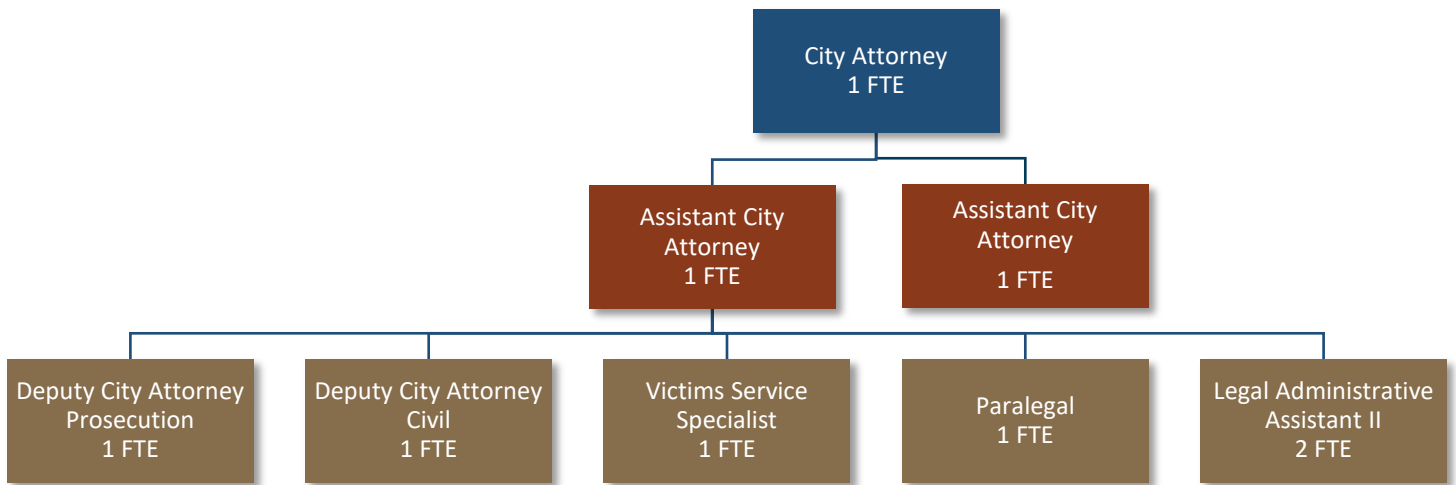 City Attorney
1 FTE
Assistant City
Attorney
1 FTE
Assistant City
Attorney
1 FTE
Deputy City Attorney
Prosecution
1 FTE
Deputy City Attorney
Civil
1 FTE
Victims Service
Specialist
1 FTE
Paralegal
1 FTE
Legal Administrative
Assistant II
2 FTE